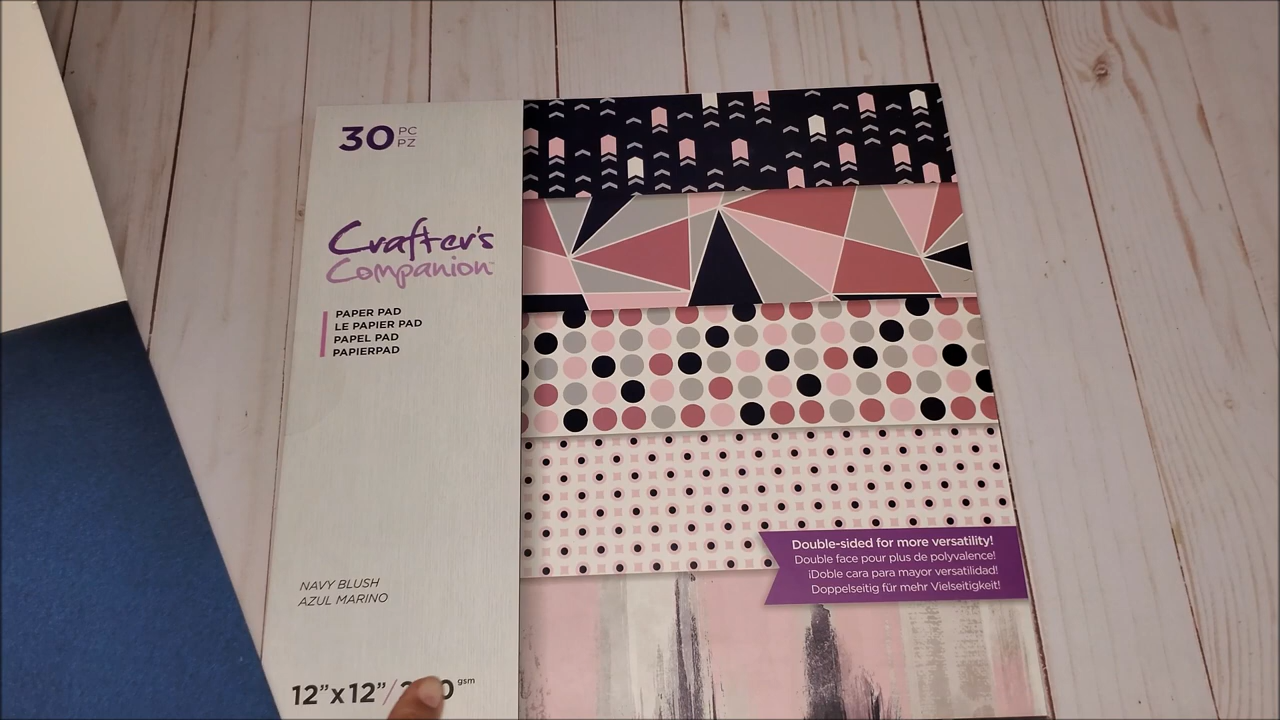 30 PC
PZ
Crafter's
Companion™
PAPER PAD
LE PAPIER PAD
PAPEL PAD
PAPIERPAD
NAVY BLUSH
AZUL MARINO
12”x12”/ gsm
Double-sided for more versatility!
Double face pour plus de polyvalence!
¡Doble cara para mayor versatilidad!
Doppelseitig für mehr Vielseitigkeit!